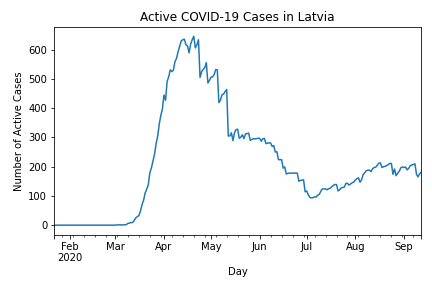 Active COVID-19 Cases in Latvia
Number of Active Cases
600
500
400
300
200
100
0
Feb
2020
Mar
Apr
May
Jun
Jul
Aug
Sep
Day